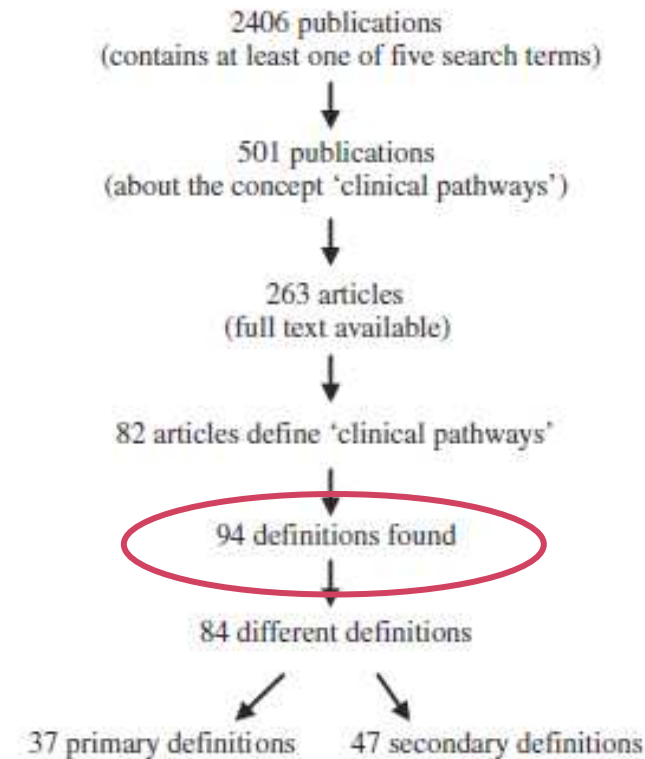 2406 publications
(contains at least one of five search terms)
501 publications
(about the concept ‘clinical pathways’)
263 articles
(full text available)
82 articles define ‘clinical pathways’
94 definitions found
84 different definitions
37 primary definitions
47 secondary definitions